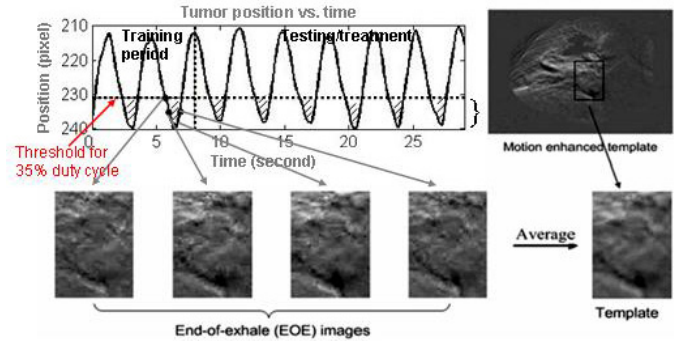 Tumor position vs. time
Position (pixel)
210
220
230
240
Training period
Testing/treatment
0
5
10
15
20
25
Time (second)
}
Threshold for
35% duty cycle
Motion enhanced template
Average
Template
End-of-exhale (EOE) images